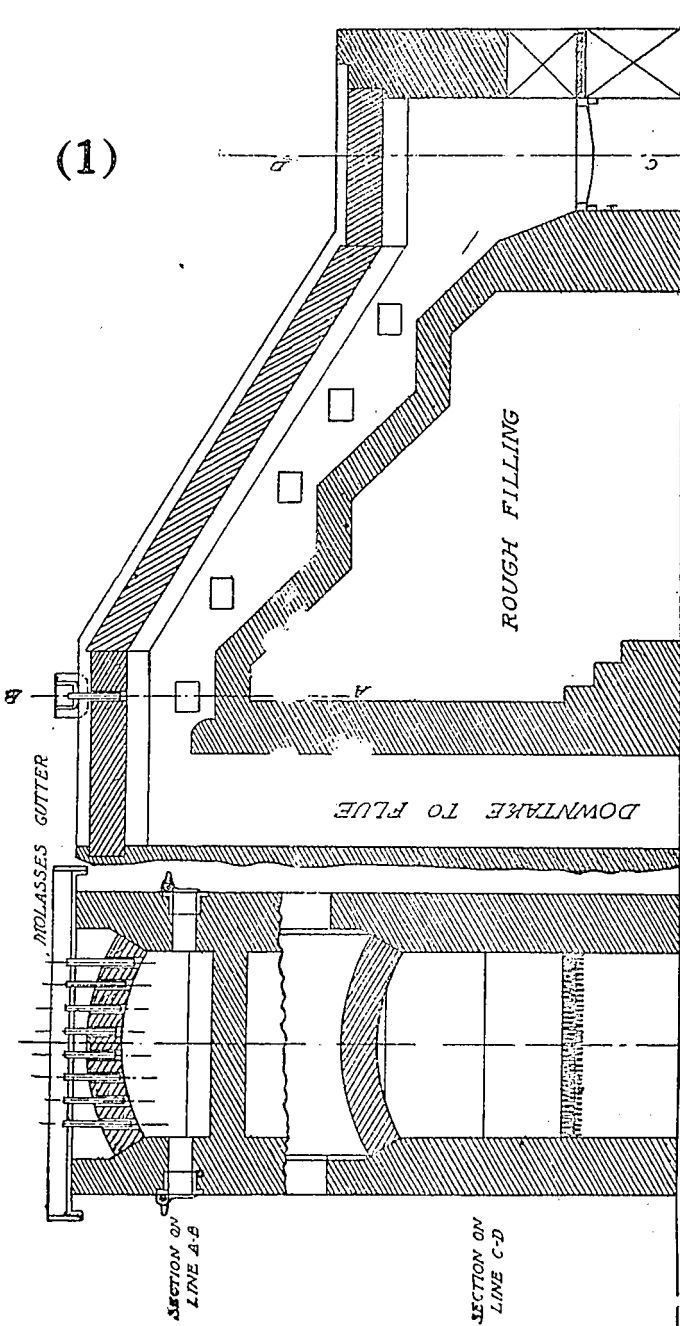 (1)
D
C
ROUGH FILLING
B
A
MOLASSES GUTTER
DOWNTAKE TO FLUE
SECTION ON
LINE A-B
SECTION ON
LINE C-D